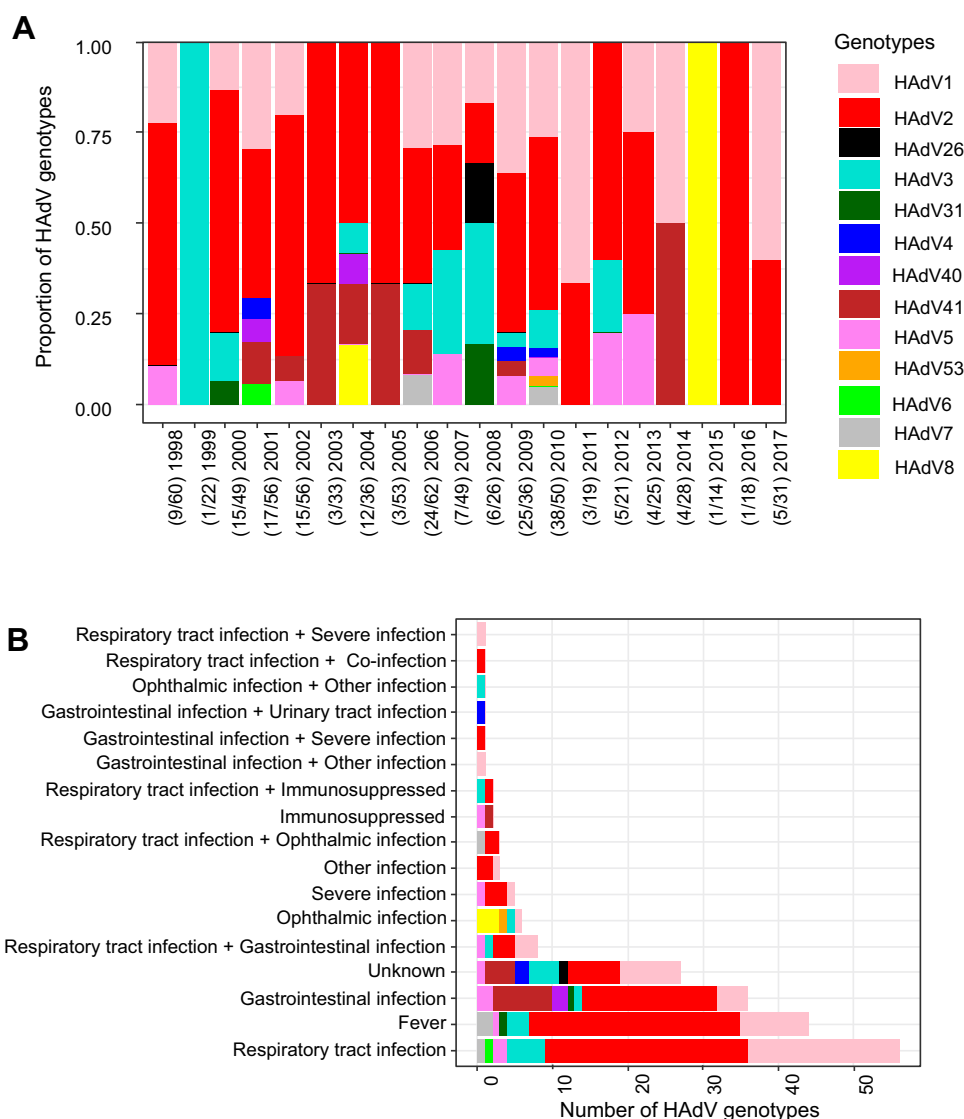 A
Proportion of HAdV genotypes
1.00
0.75
0.50
0.25
0.00
(9/60) 1998
(1/22) 1999
(15/49) 2000
(17/56) 2001
(15/56) 2002
(3/33) 2003
(12/36) 2004
(3/53) 2005
(24/62) 2006
(7/49) 2007
(6/26) 2008
(25/36) 2009
(38/50) 2010
(3/19) 2011
(5/21) 2012
(4/25) 2013
(4/28) 2014
(1/14) 2015
(1/18) 2016
(5/31) 2017
Genotypes
HAdV1
HAdV2
HAdV26
HAdV3
HAdV31
HAdV4
HAdV40
HAdV41
HAdV5
HAdV53
HAdV6
HAdV7
HAdV8
B
Respiratory tract infection + Severe infection
Respiratory tract infection + Co-infection
Ophthalmic infection + Other infection
Gastrointestinal infection + Urinary tract infection
Gastrointestinal infection + Severe infection
Gastrointestinal infection + Other infection
Respiratory tract infection + Immunosuppressed
Immunosuppressed
Respiratory tract infection + Ophthalmic infection
Other infection
Severe infection
Ophthalmic infection
Respiratory tract infection + Gastrointestinal infection
Unknown
Gastrointestinal infection
Fever
Respiratory tract infection
0
10
20
30
40
50
Number of HAdV genotypes